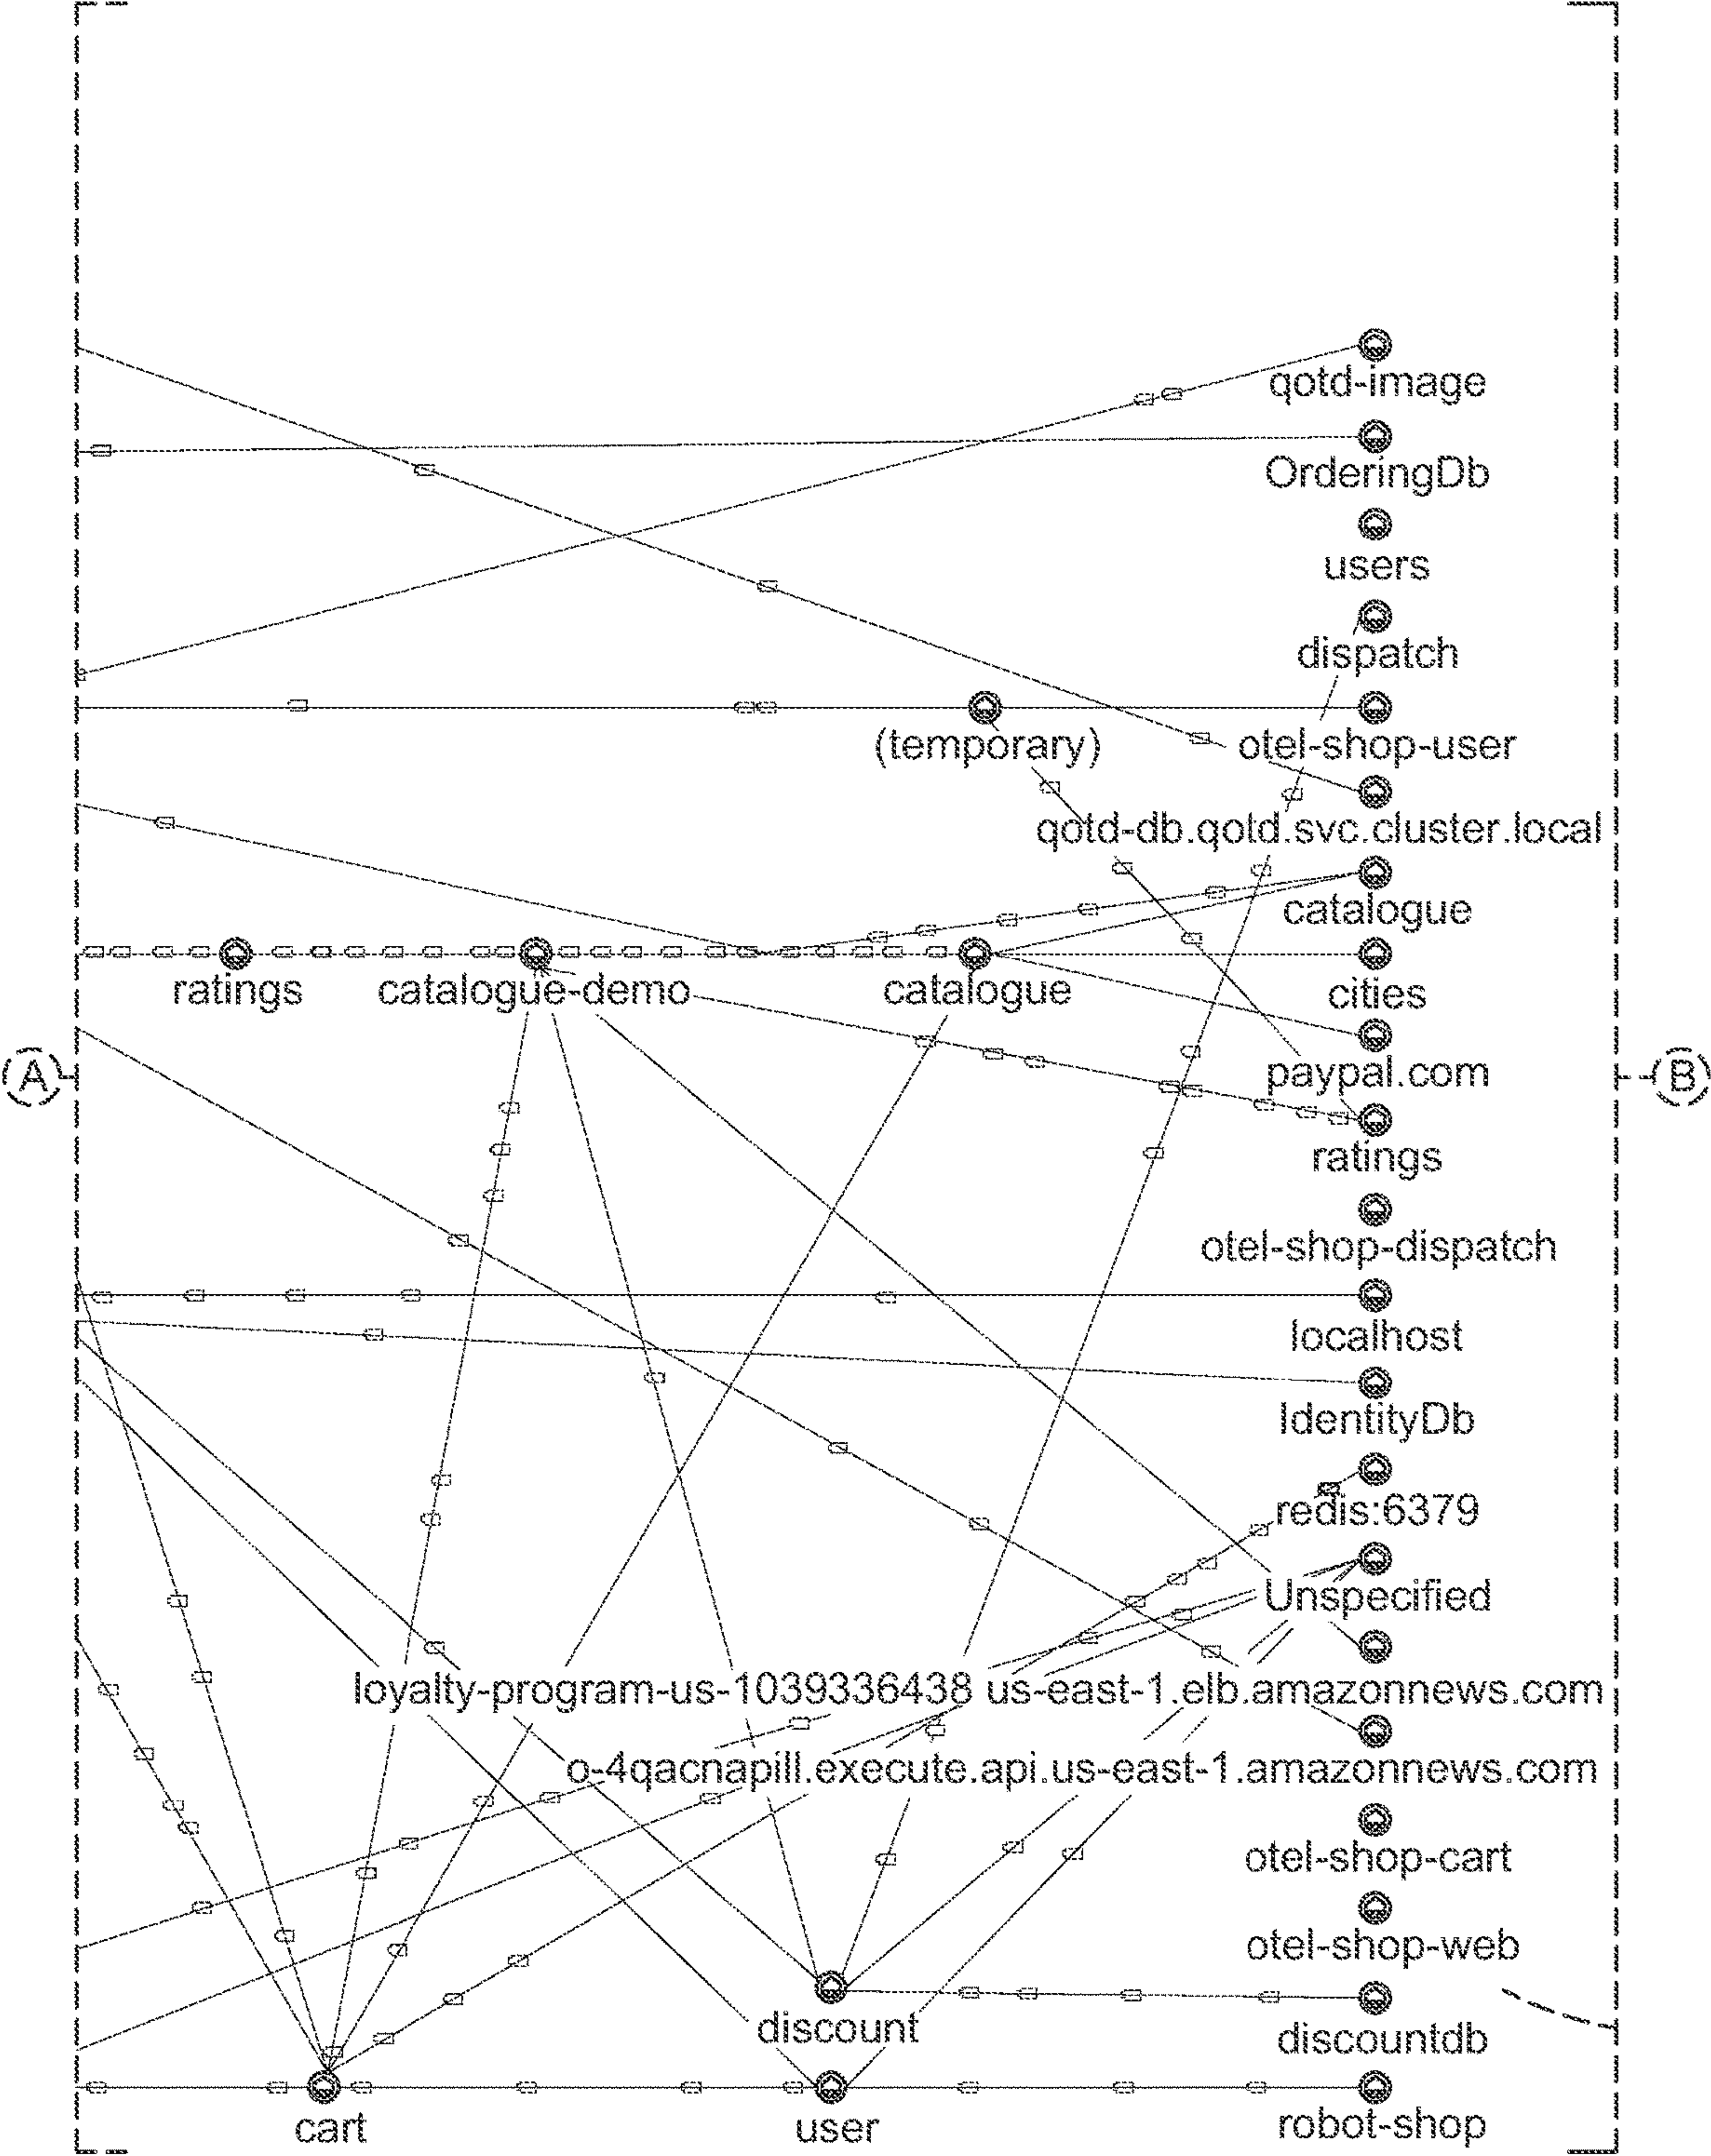 qotd-image
OrderingDb
users
dispatch
(temporary)
otel-shop-user
qotd-db.qotd.svc.cluster.local
catalogue
ratings
catalogue-demo
catalogue
cities
A
paypal.com
B
ratings
otel-shop-dispatch
localhost
IdentityDb
redis:6379
Unspecified
loyalty-program-us-1039336438 us-east-1.elb.amazonnews.com
o-4qacnapill.execute.api.us-east-1.amazonnews.com
otel-shop-cart
otel-shop-web
discount
discountdb
cart
user
robot-shop